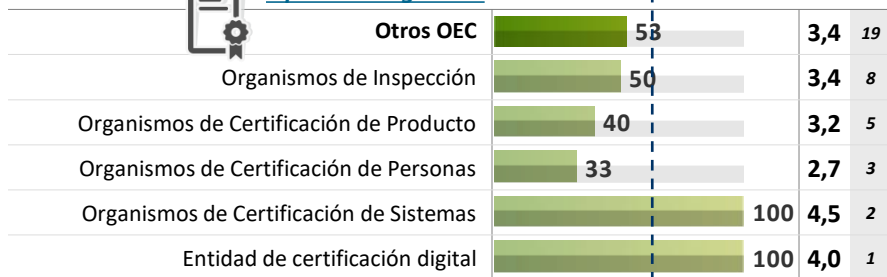 Otros OEC 53 3,4 19
Organismos de Inspección 50 3,4 8
Organismos de Certificación de Producto 40 3,2 5
Organismos de Certificación de Personas 33 2,7 3
Organismos de Certificación de Sistemas 100 4,5 2
Entidad de certificación digital 100 4,0 1